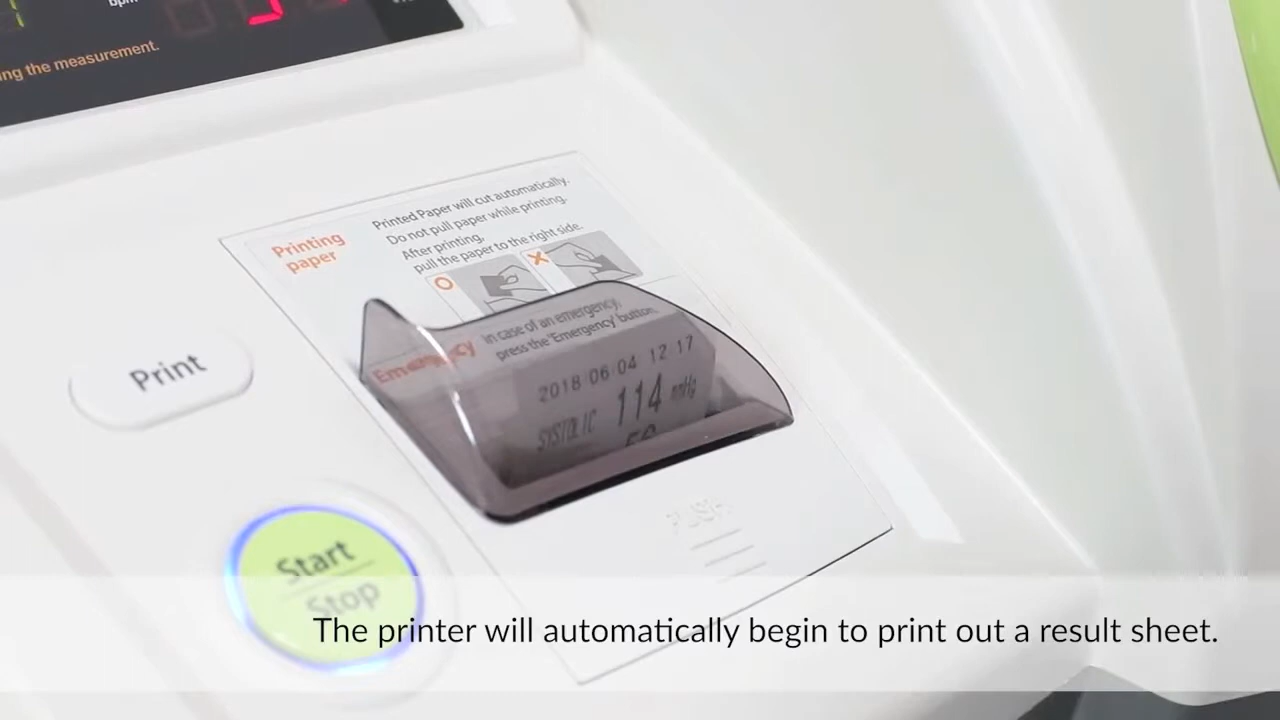 bpm
ng the measurement.
Printing
paper
Printed Paper will cut automatically.
Do not pull paper while printing.
After printing,
pull the paper to the right side.
Emergency
In case of an emergency,
press the 'Emergency' button.
2018 06 04 12 17
SYSTOLIC 114 mmHg
Print
PUSH
Start
Stop
The printer will automatically begin to print out a result sheet.